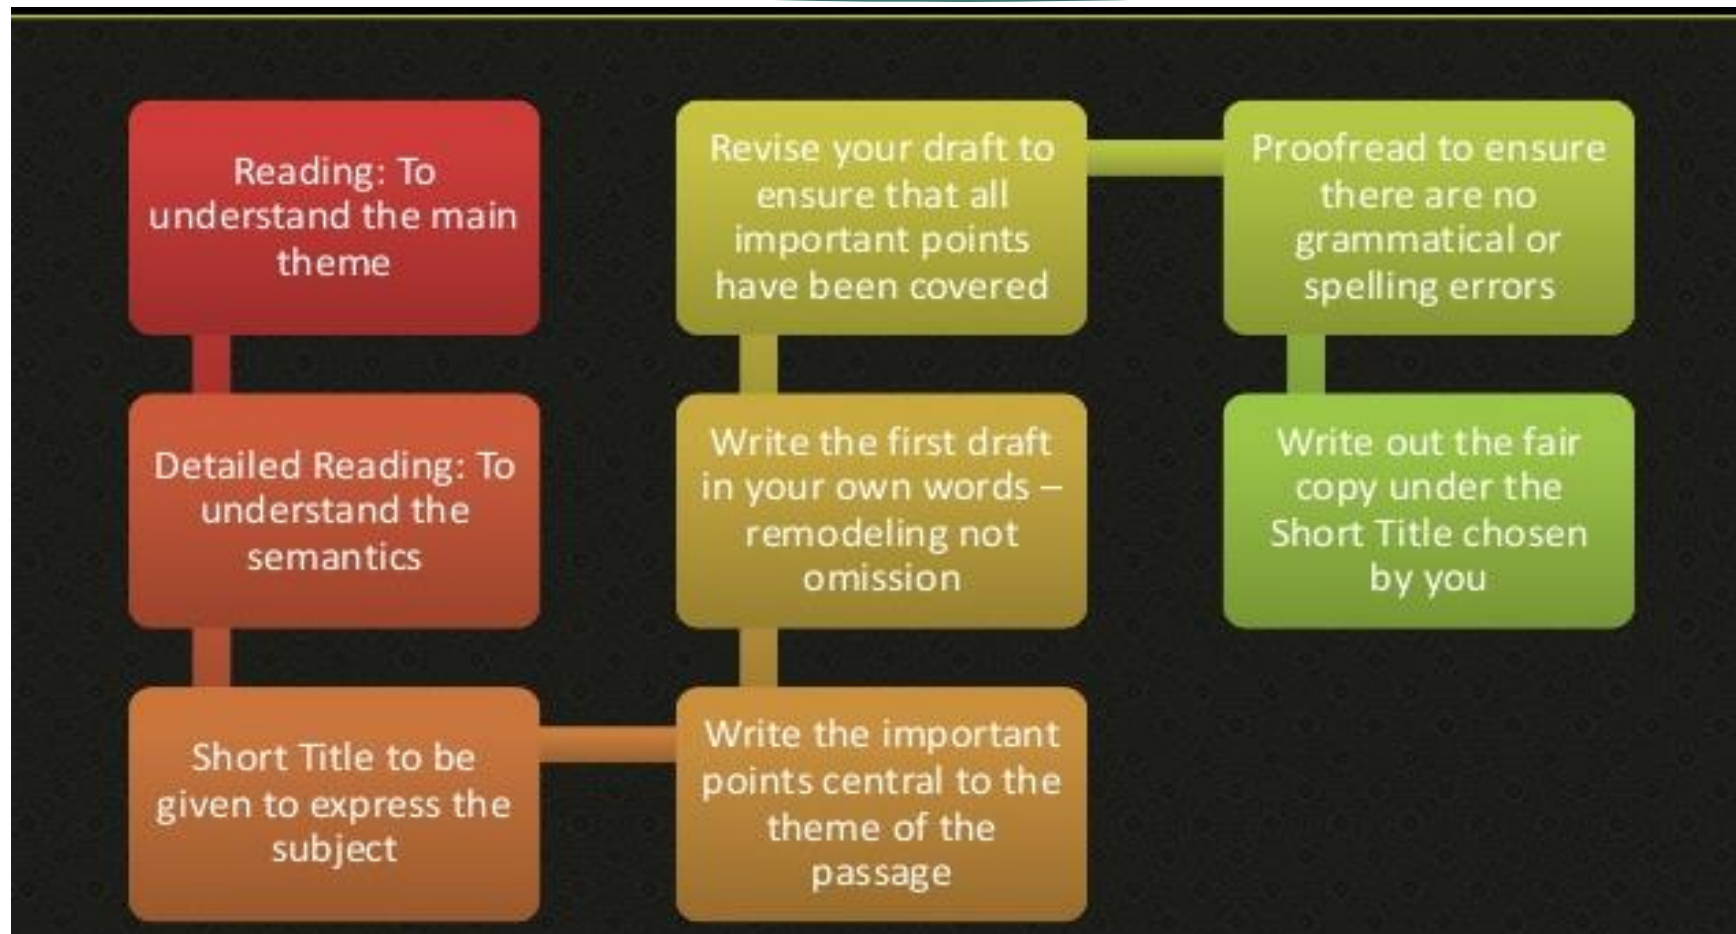 Reading: To
understand the main
theme
Detailed Reading: To
understand the
semantics
Short Title to be
given to express the
subject
Write the important
points central to the
theme of the
passage
Write the first draft
in your own words –
remodeling not
omission
Revise your draft to
ensure that all
important points
have been covered
Proofread to ensure
there are no
grammatical or
spelling errors
Write out the fair
copy under the
Short Title chosen
by you